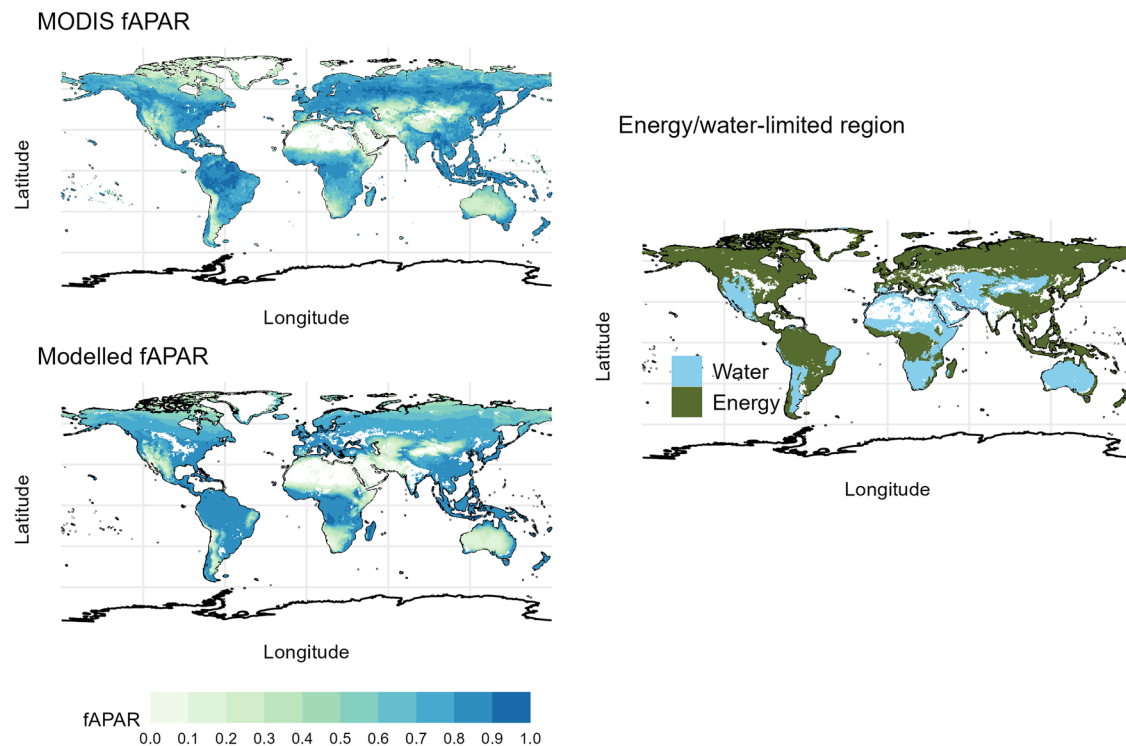 MODIS fAPAR
Latitude
Longitude
Modelled fAPAR
Latitude
Longitude
fAPAR
0.0 0.1 0.2 0.3 0.4 0.5 0.6 0.7 0.8 0.9 1.0
Energy/water-limited region
Latitude
Water
Energy
Longitude